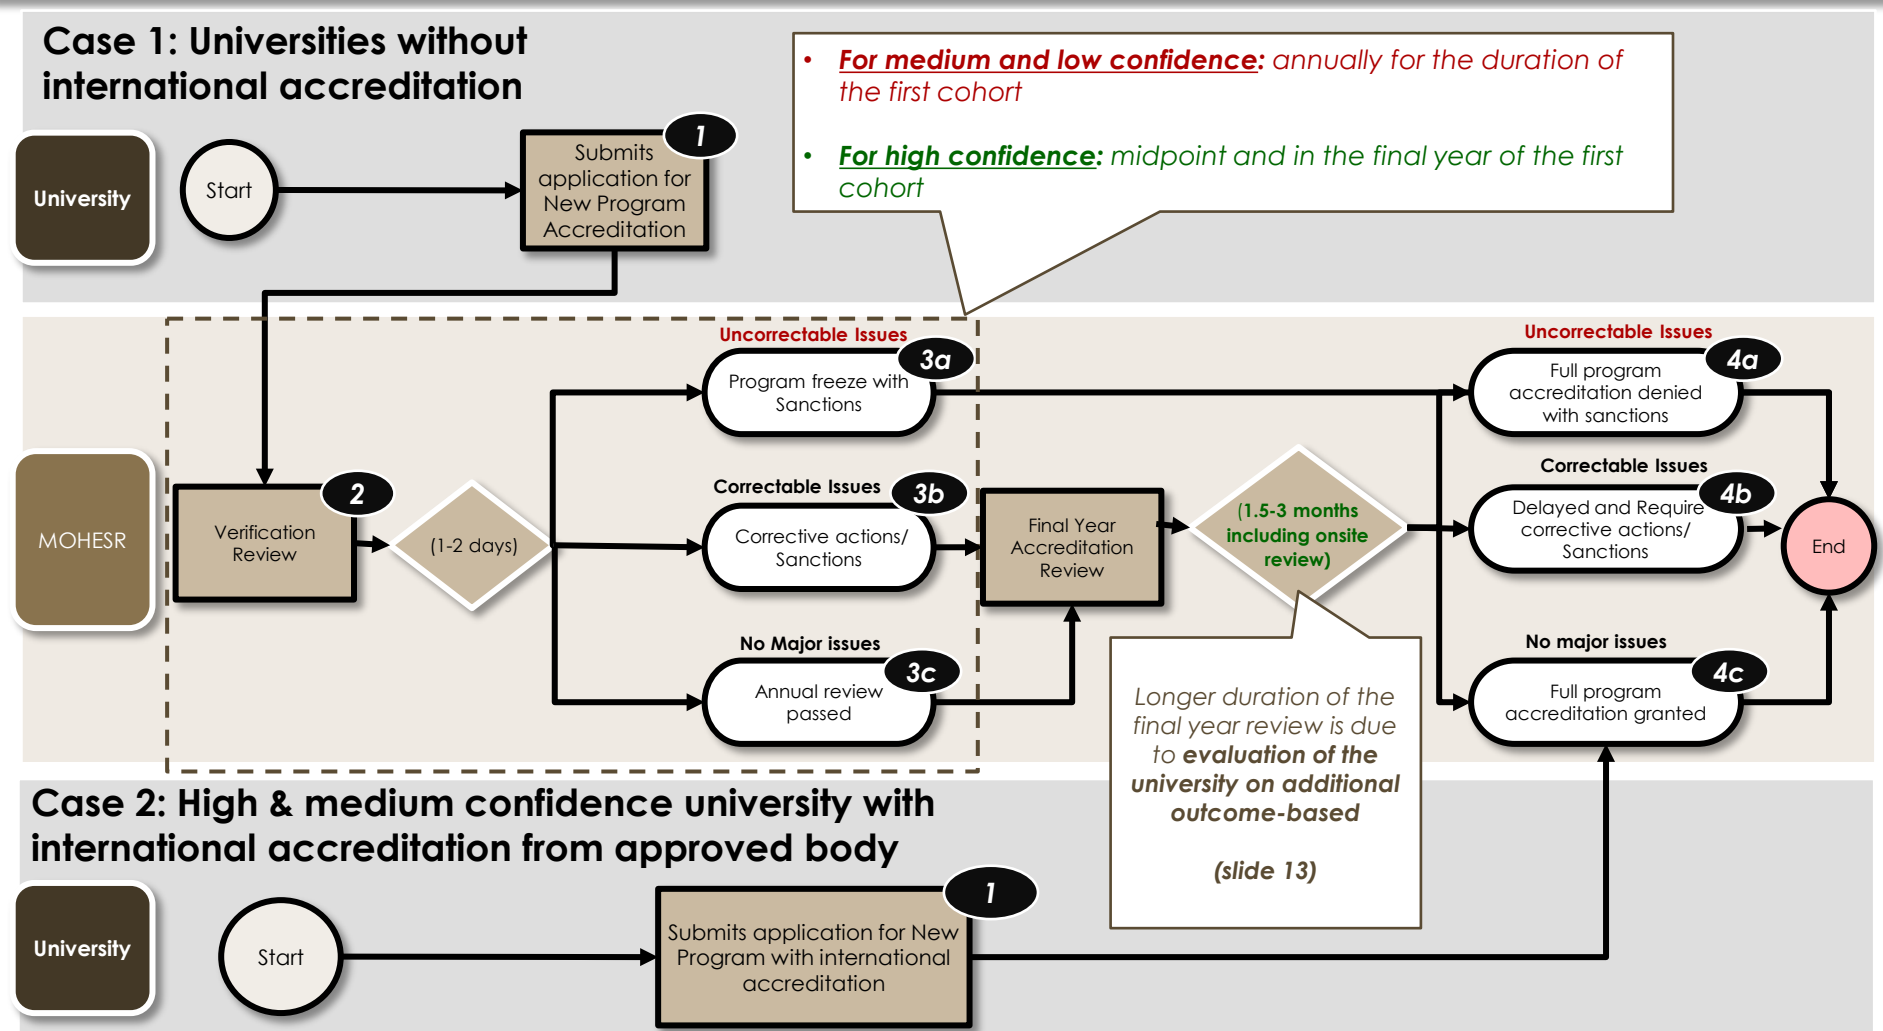 Case 1: Universities without
international accreditation
• For medium and low confidence: annually for the duration of
the first cohort
• For high confidence: midpoint and in the final year of the first
cohort
University
Start
1
Submits
application for
New Program
Accreditation
MOHESR
2
Verification
Review
(1-2 days)
Uncorrectable Issues
3a
Program freeze with
Sanctions
Correctable Issues
3b
Corrective actions/
Sanctions
No Major issues
3c
Annual review
passed
Final Year
Accreditation
Review
(1.5-3 months
including onsite
review)
Longer duration of the
final year review is due
to evaluation of the
university on additional
outcome-based
(slide 13)
Uncorrectable Issues
4a
Full program
accreditation denied
with sanctions
Correctable Issues
4b
Delayed and Require
corrective actions/
Sanctions
No major issues
4c
Full program
accreditation granted
End
Case 2: High & medium confidence university with
international accreditation from approved body
University
Start
1
Submits application for New
Program with international
accreditation